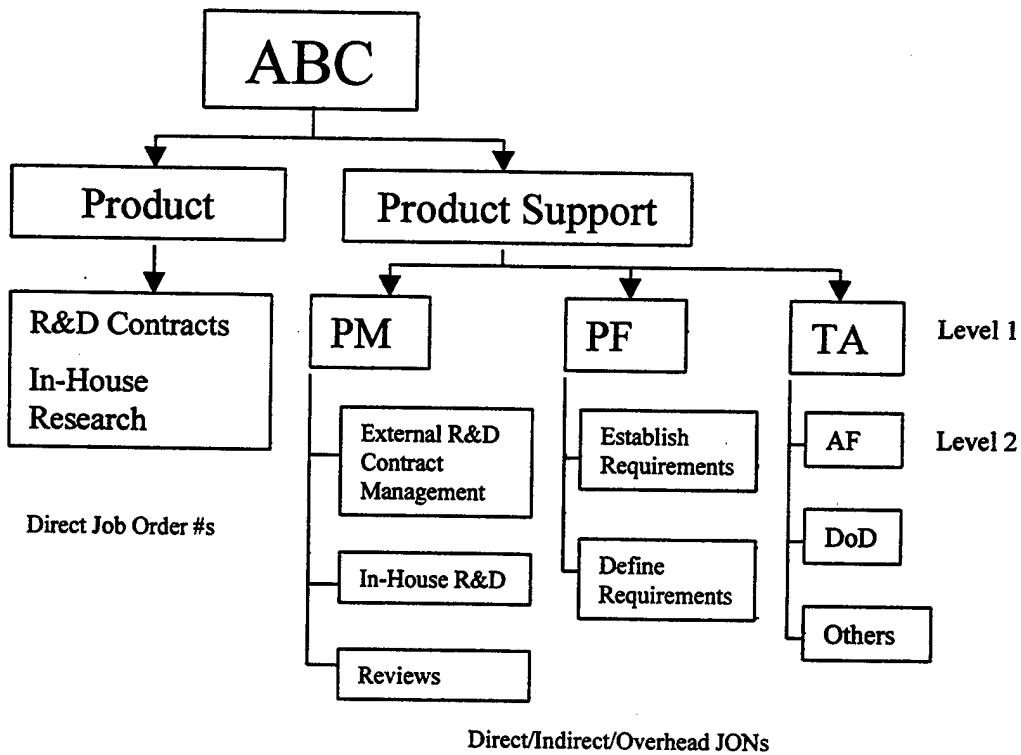 ABC
Product
Product Support
R&D Contracts
In-House
Research
PM
PF
TA
Level 1
External R&D
Contract
Management
Establish
Requirements
AF
Level 2
Direct Job Order #s
In-House R&D
Define
Requirements
DoD
Reviews
Others
Direct/Indirect/Overhead JONs